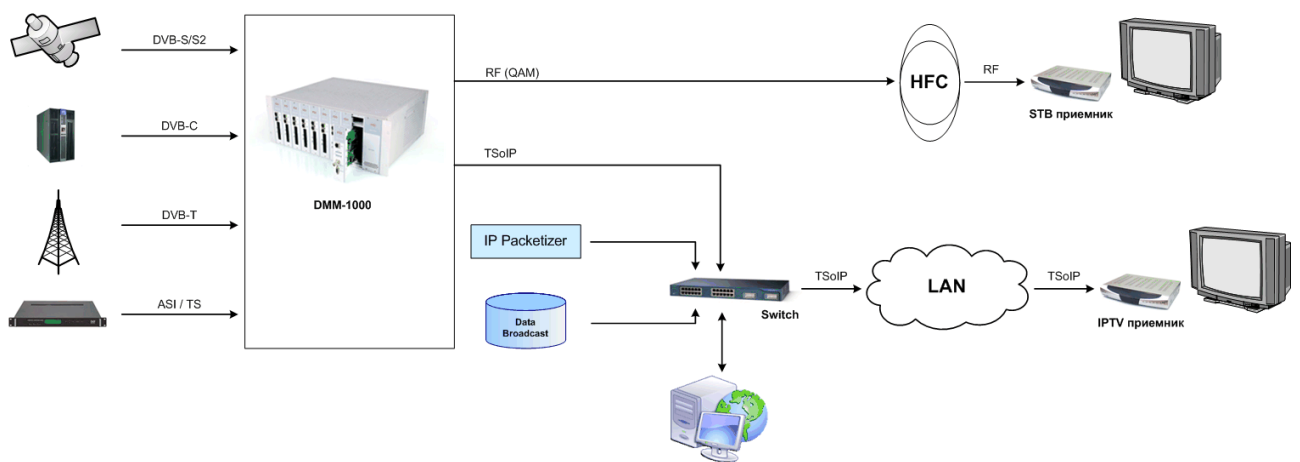 DVB-S/S2
DVB-C
DVB-T
ASI / TS
DMM-1000
RF (QAM)
HFC
RF
STB приемник
TSoIP
IP Packetizer
Data
Broadcast
Switch
TSoIP
LAN
TSoIP
IPTV приемник